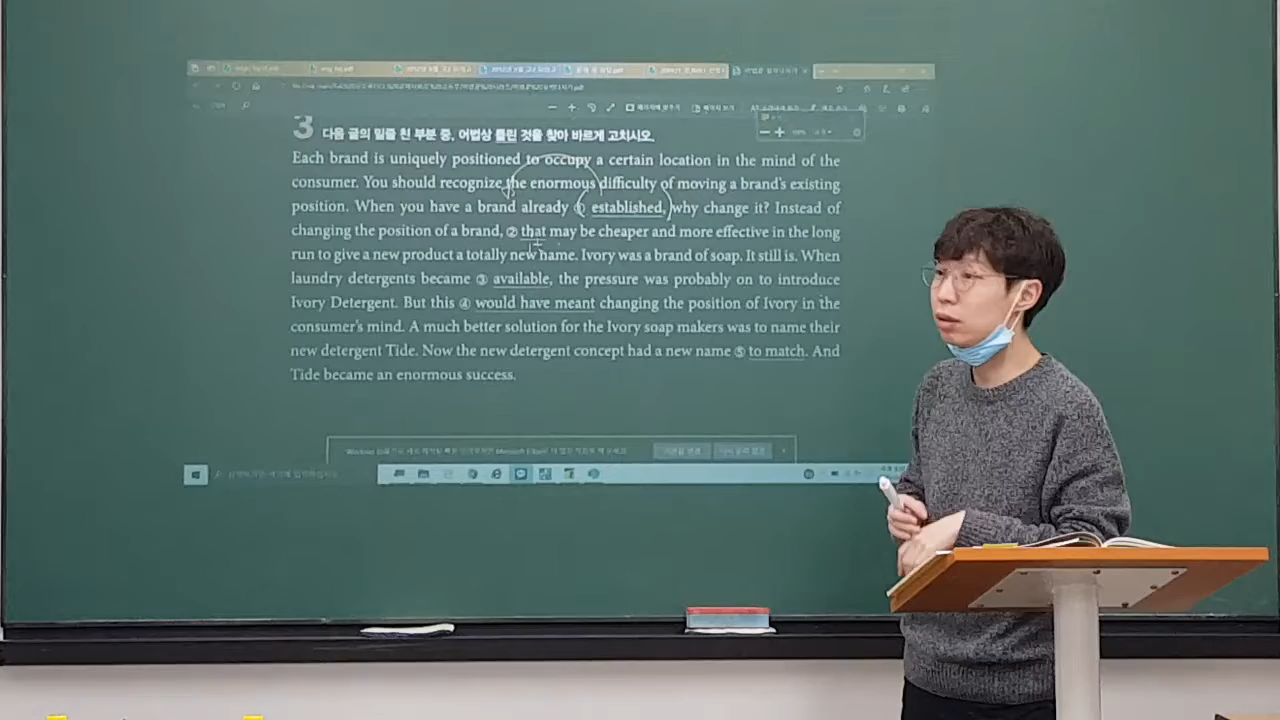 3 다음 글의 밑줄 친 부분 중, 어법상 틀린 것을 찾아 바르게 고치시오.
Each brand is uniquely positioned to occupy a certain location in the mind of the
consumer. You should recognize the enormous difficulty of moving a brand's existing
position. When you have a brand already ① established, why change it? Instead of
changing the position of a brand, ② that may be cheaper and more effective in the long
it
run to give a new product a totally new name. Ivory was a brand of soap. It still is. When
laundry detergents became ③ available, the pressure was probably on to introduce
Ivory Detergent. But this ④ would have meant changing the position of Ivory in the
consumer's mind. A much better solution for the Ivory soap makers was to name their
new detergent Tide. Now the new detergent concept had a new name ⑤ to match. And
Tide became an enormous success.